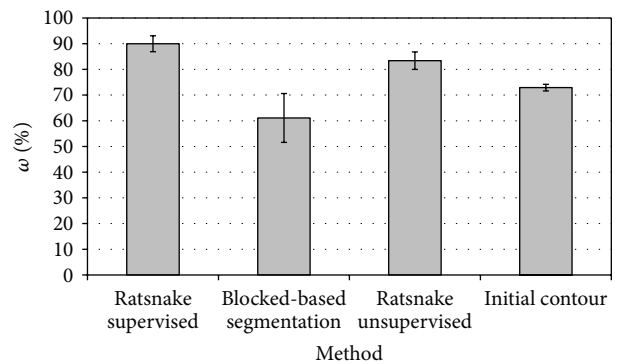 100
90
80
70
60
50
40
30
20
10
0
ω (%)
Ratsnake supervised
Blocked-based segmentation
Ratsnake unsupervised
Initial contour
Method